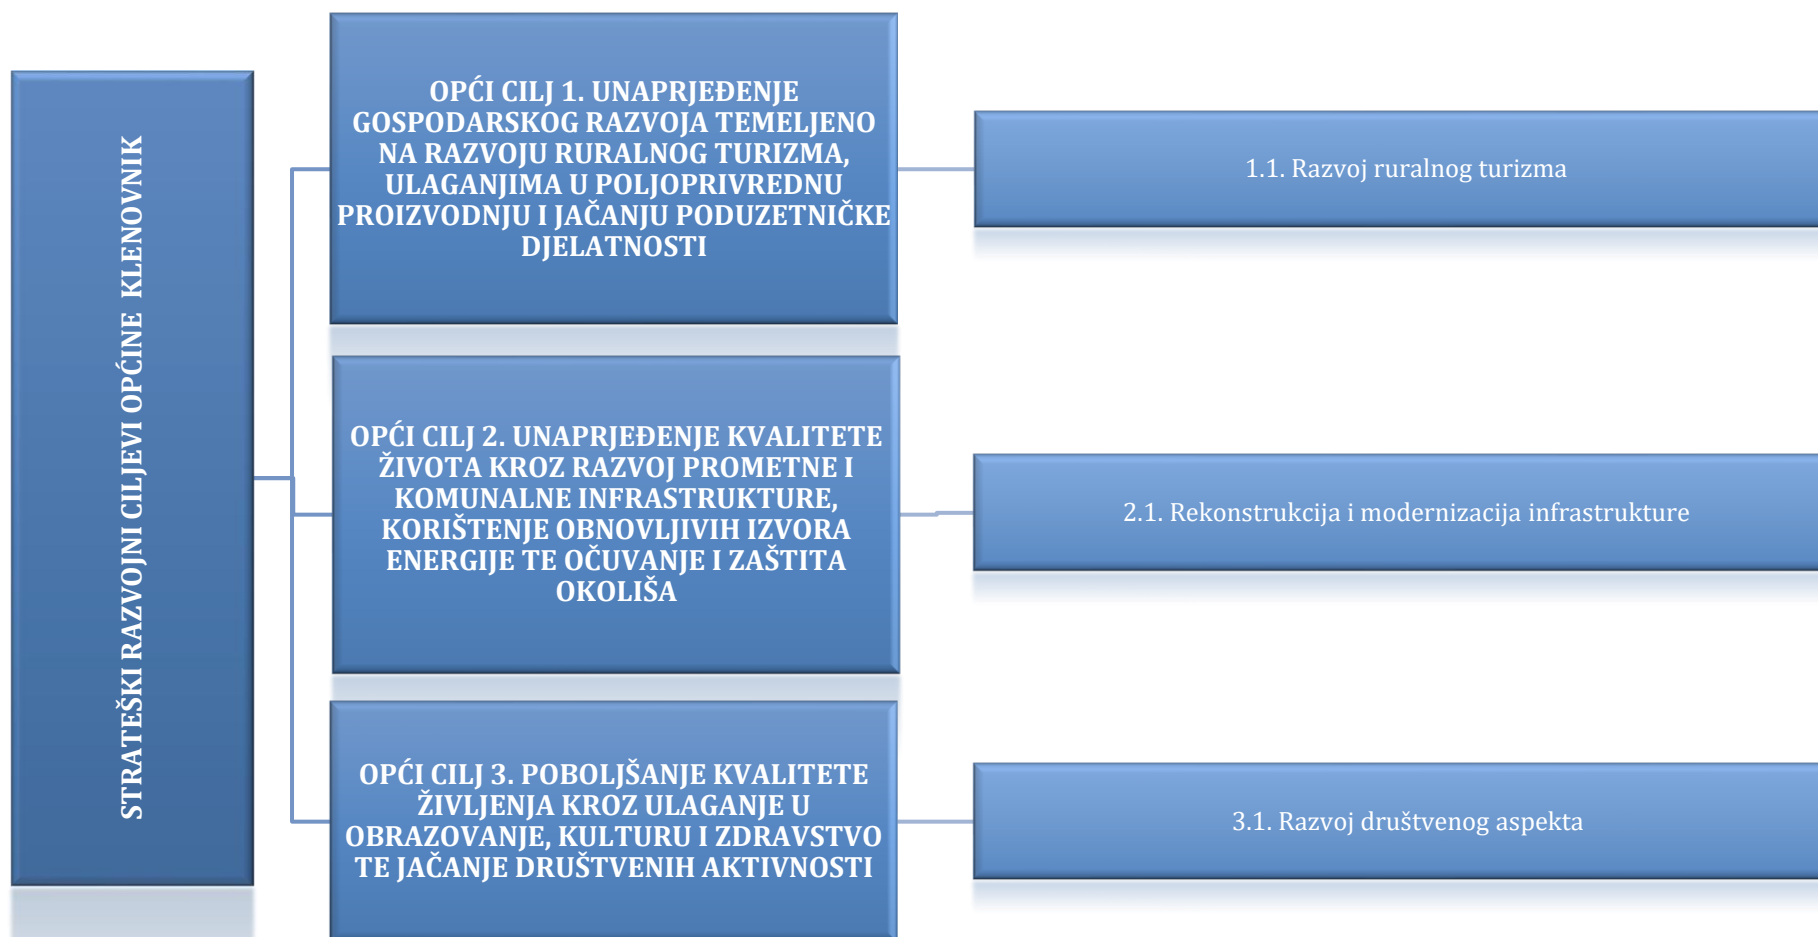 STRATEŠKI RAZVOJNI CILJEVI OPĆINE KLENOVNIK
OPĆI CILJ 1. UNAPRJEĐENJE
GOSPODARSKOG RAZVOJA TEMELJENO
NA RAZVOJU RURALNOG TURIZMA,
ULAGANJIMA U POLJOPRIVREDNU
PROIZVODNJU I JAČANJU PODUZETNIČKE
DJELATNOSTI
1.1. Razvoj ruralnog turizma
OPĆI CILJ 2. UNAPRJEĐENJE KVALITETE
ŽIVOTA KROZ RAZVOJ PROMETNE I
KOMUNALNE INFRASTRUKTURE,
KORIŠTENJE OBNOVLJIVIH IZVORA
ENERGIJE TE OČUVANJE I ZAŠTITA
OKOLIŠA
2.1. Rekonstrukcija i modernizacija infrastrukture
OPĆI CILJ 3. POBOLJŠANJE KVALITETE
ŽIVLJENJA KROZ ULAGANJE U
OBRAZOVANJE, KULTURU I ZDRAVSTVO
TE JAČANJE DRUŠTVENIH AKTIVNOSTI
3.1. Razvoj društvenog aspekta